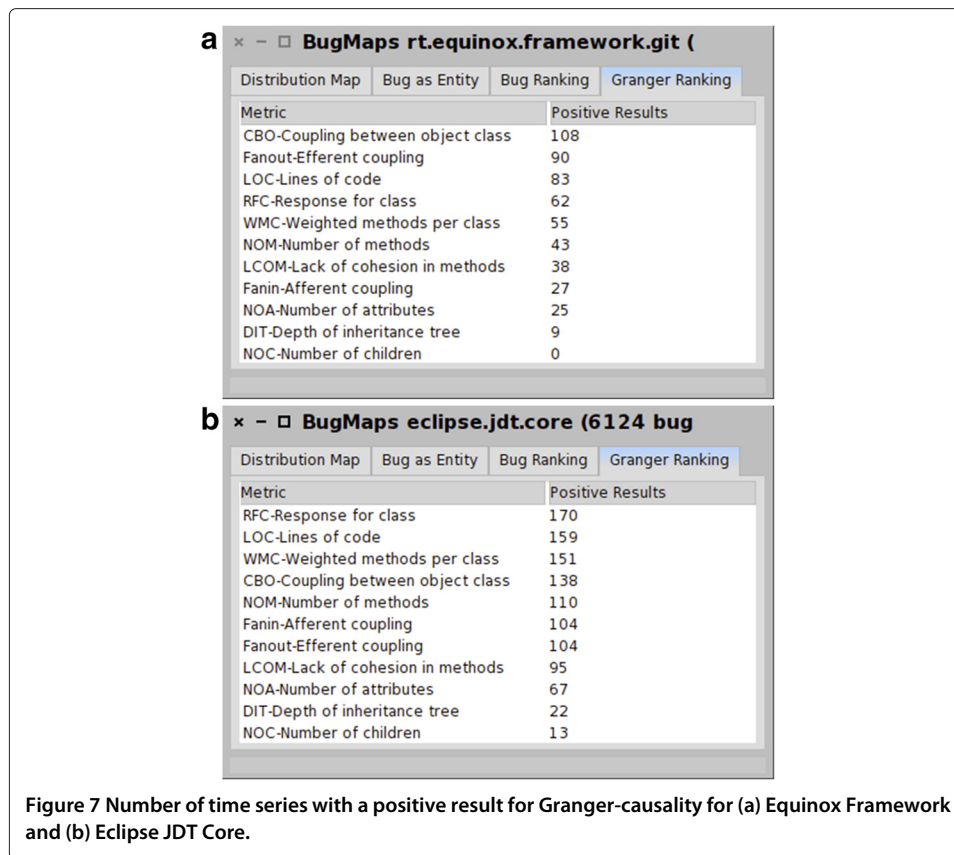 a × − □ BugMaps rt.equinox.framework.git (
Distribution Map Bug as Entity Bug Ranking Granger Ranking
Metric Positive Results
CBO-Coupling between object class 108
Fanout-Efferent coupling 90
LOC-Lines of code 83
RFC-Response for class 62
WMC-Weighted methods per class 55
NOM-Number of methods 43
LCOM-Lack of cohesion in methods 38
Fanin-Afferent coupling 27
NOA-Number of attributes 25
DIT-Depth of inheritance tree 9
NOC-Number of children 0
b × − □ BugMaps eclipse.jdt.core (6124 bug
Distribution Map Bug as Entity Bug Ranking Granger Ranking
Metric Positive Results
RFC-Response for class 170
LOC-Lines of code 159
WMC-Weighted methods per class 151
CBO-Coupling between object class 138
NOM-Number of methods 110
Fanin-Afferent coupling 104
Fanout-Efferent coupling 104
LCOM-Lack of cohesion in methods 95
NOA-Number of attributes 67
DIT-Depth of inheritance tree 22
NOC-Number of children 13
Figure 7 Number of time series with a positive result for Granger-causality for (a) Equinox Framework
and (b) Eclipse JDT Core.